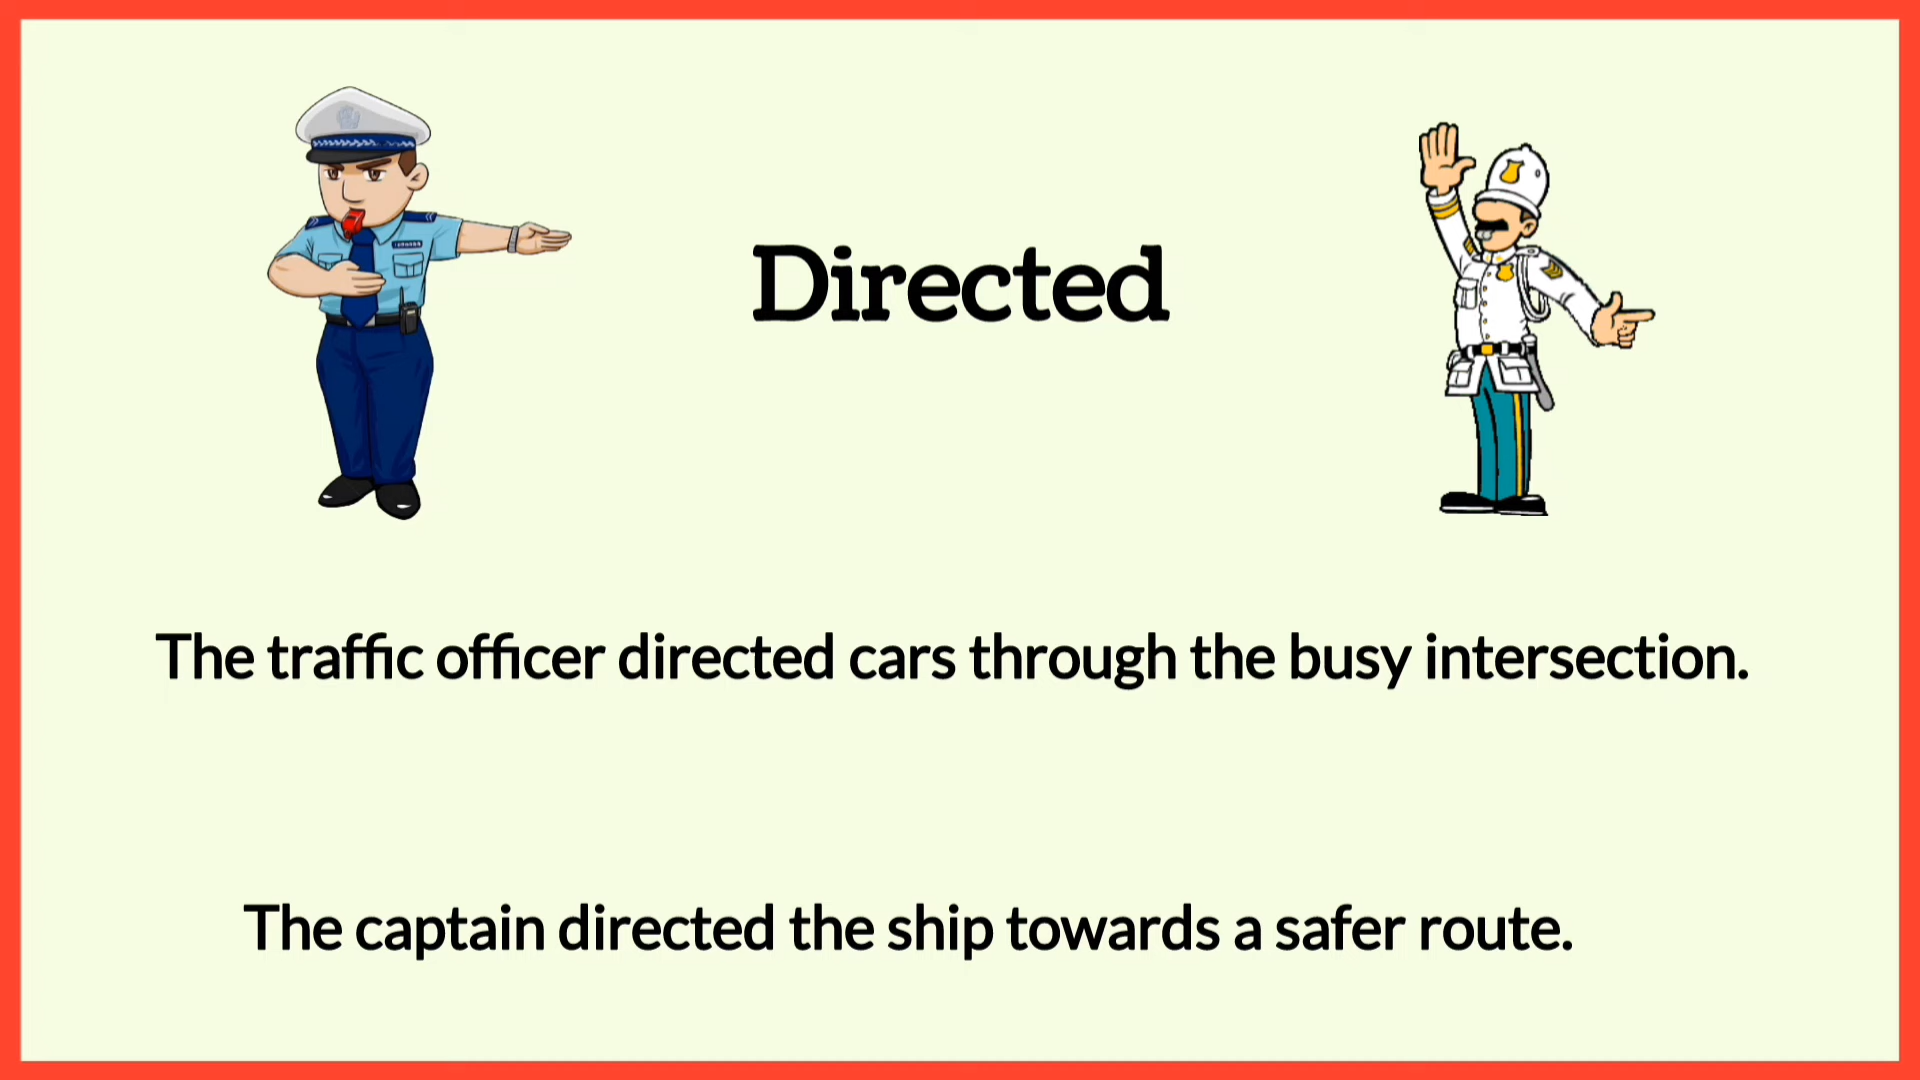 Directed
The traffic officer directed cars through the busy intersection.
The captain directed the ship towards a safer route.